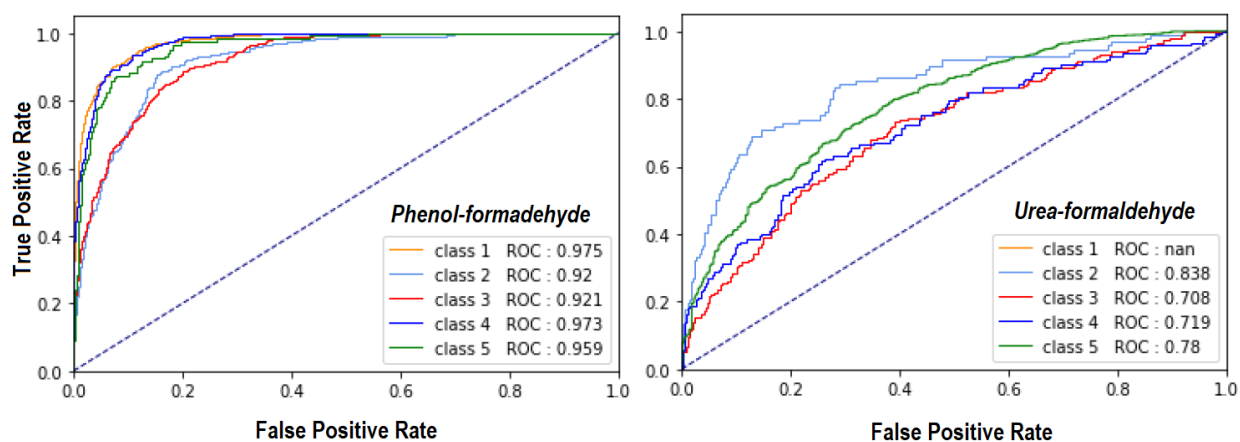 True Positive Rate
1.0
0.8
0.6
0.4
0.2
0.0
0.0 0.2 0.4 0.6 0.8 1.0
False Positive Rate
Phenol-formadehyde
class 1 ROC : 0.975
class 2 ROC : 0.92
class 3 ROC : 0.921
class 4 ROC : 0.973
class 5 ROC : 0.959
1.0
0.8
0.6
0.4
0.2
0.0
0.0 0.2 0.4 0.6 0.8 1.0
False Positive Rate
Urea-formaldehyde
class 1 ROC : nan
class 2 ROC : 0.838
class 3 ROC : 0.708
class 4 ROC : 0.719
class 5 ROC : 0.78